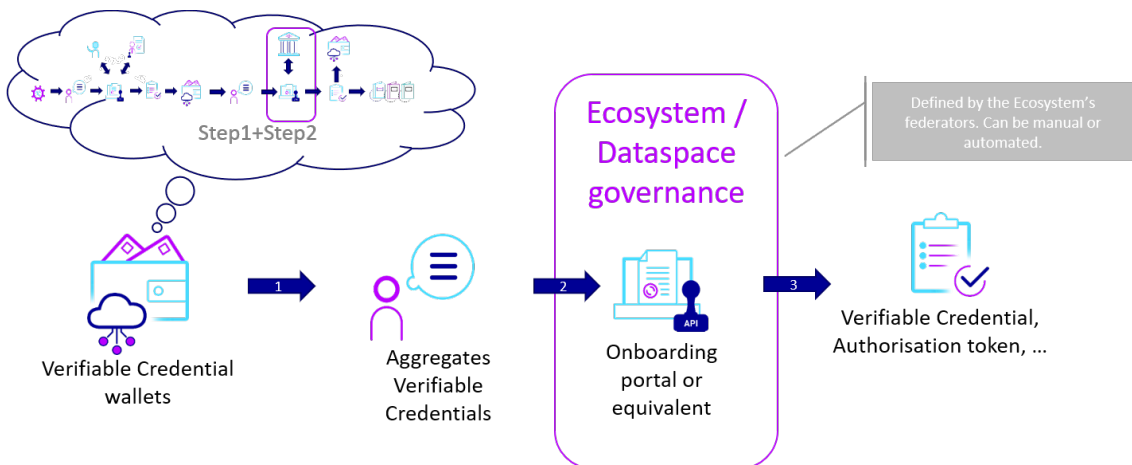 Step1+Step2
Ecosystem /
Dataspace
governance
Defined by the Ecosystem's
federators. Can be manual or
automated.
1
2
3
API
Verifiable Credential
wallets
Aggregates
Verifiable
Credentials
Onboarding
portal or
equivalent
Verifiable Credential,
Authorisation token, ...